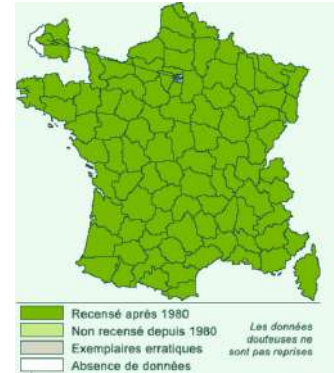 Recensé après 1980
Non recensé depuis 1980
Exemplaires erratiques
Absence de données
Les données
douteuses ne
sont pas reprises